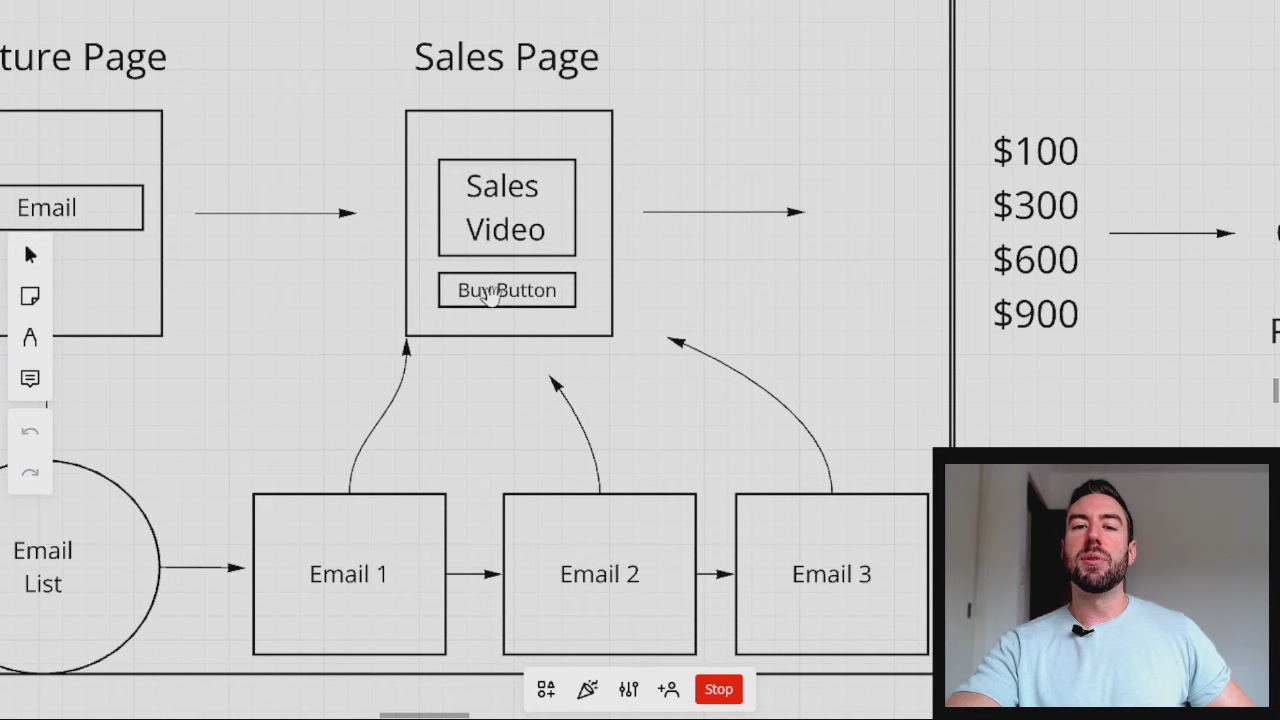 ture Page
Sales Page
Email
Sales
Video
Buy Button
$100
$300
$600
$900
Email
List
Email 1
Email 2
Email 3
Stop